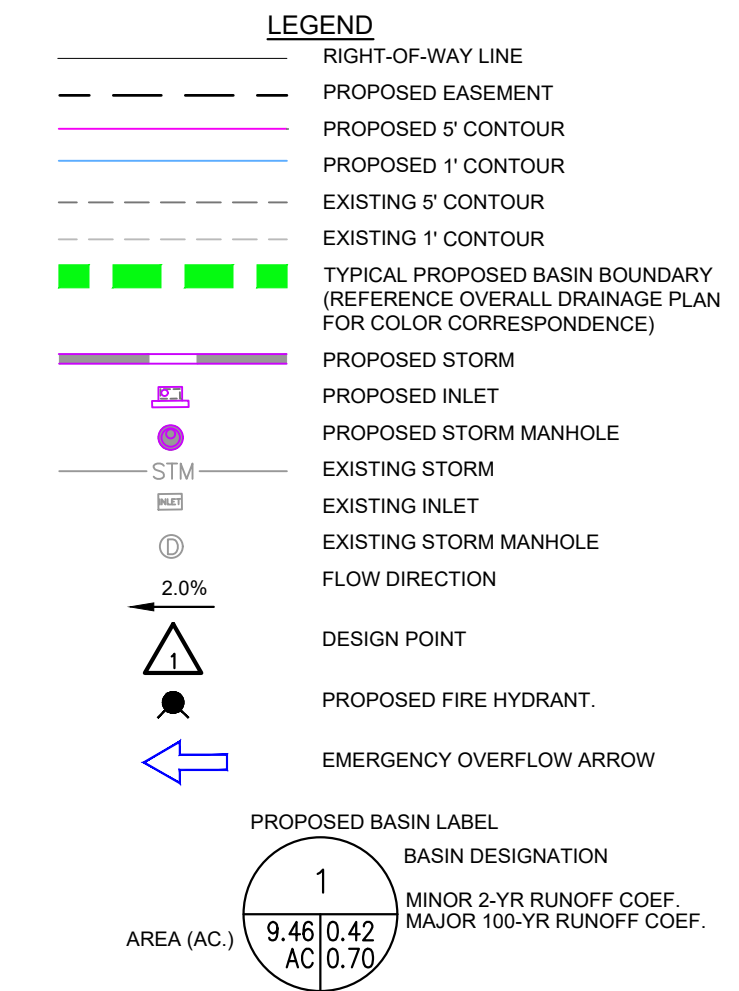 LEGEND
RIGHT-OF-WAY LINE
PROPOSED EASEMENT
PROPOSED 5' CONTOUR
PROPOSED 1' CONTOUR
EXISTING 5' CONTOUR
EXISTING 1' CONTOUR
TYPICAL PROPOSED BASIN BOUNDARY
(REFERENCE OVERALL DRAINAGE PLAN
FOR COLOR CORRESPONDENCE)
PROPOSED STORM
PROPOSED INLET
PROPOSED STORM MANHOLE
STM EXISTING STORM
INLET EXISTING INLET
D EXISTING STORM MANHOLE
2.0% FLOW DIRECTION
1 DESIGN POINT
PROPOSED FIRE HYDRANT.
EMERGENCY OVERFLOW ARROW
PROPOSED BASIN LABEL
1 BASIN DESIGNATION
MINOR 2-YR RUNOFF COEF.
MAJOR 100-YR RUNOFF COEF.
AREA (AC.) 9.46 0.42
AC 0.70